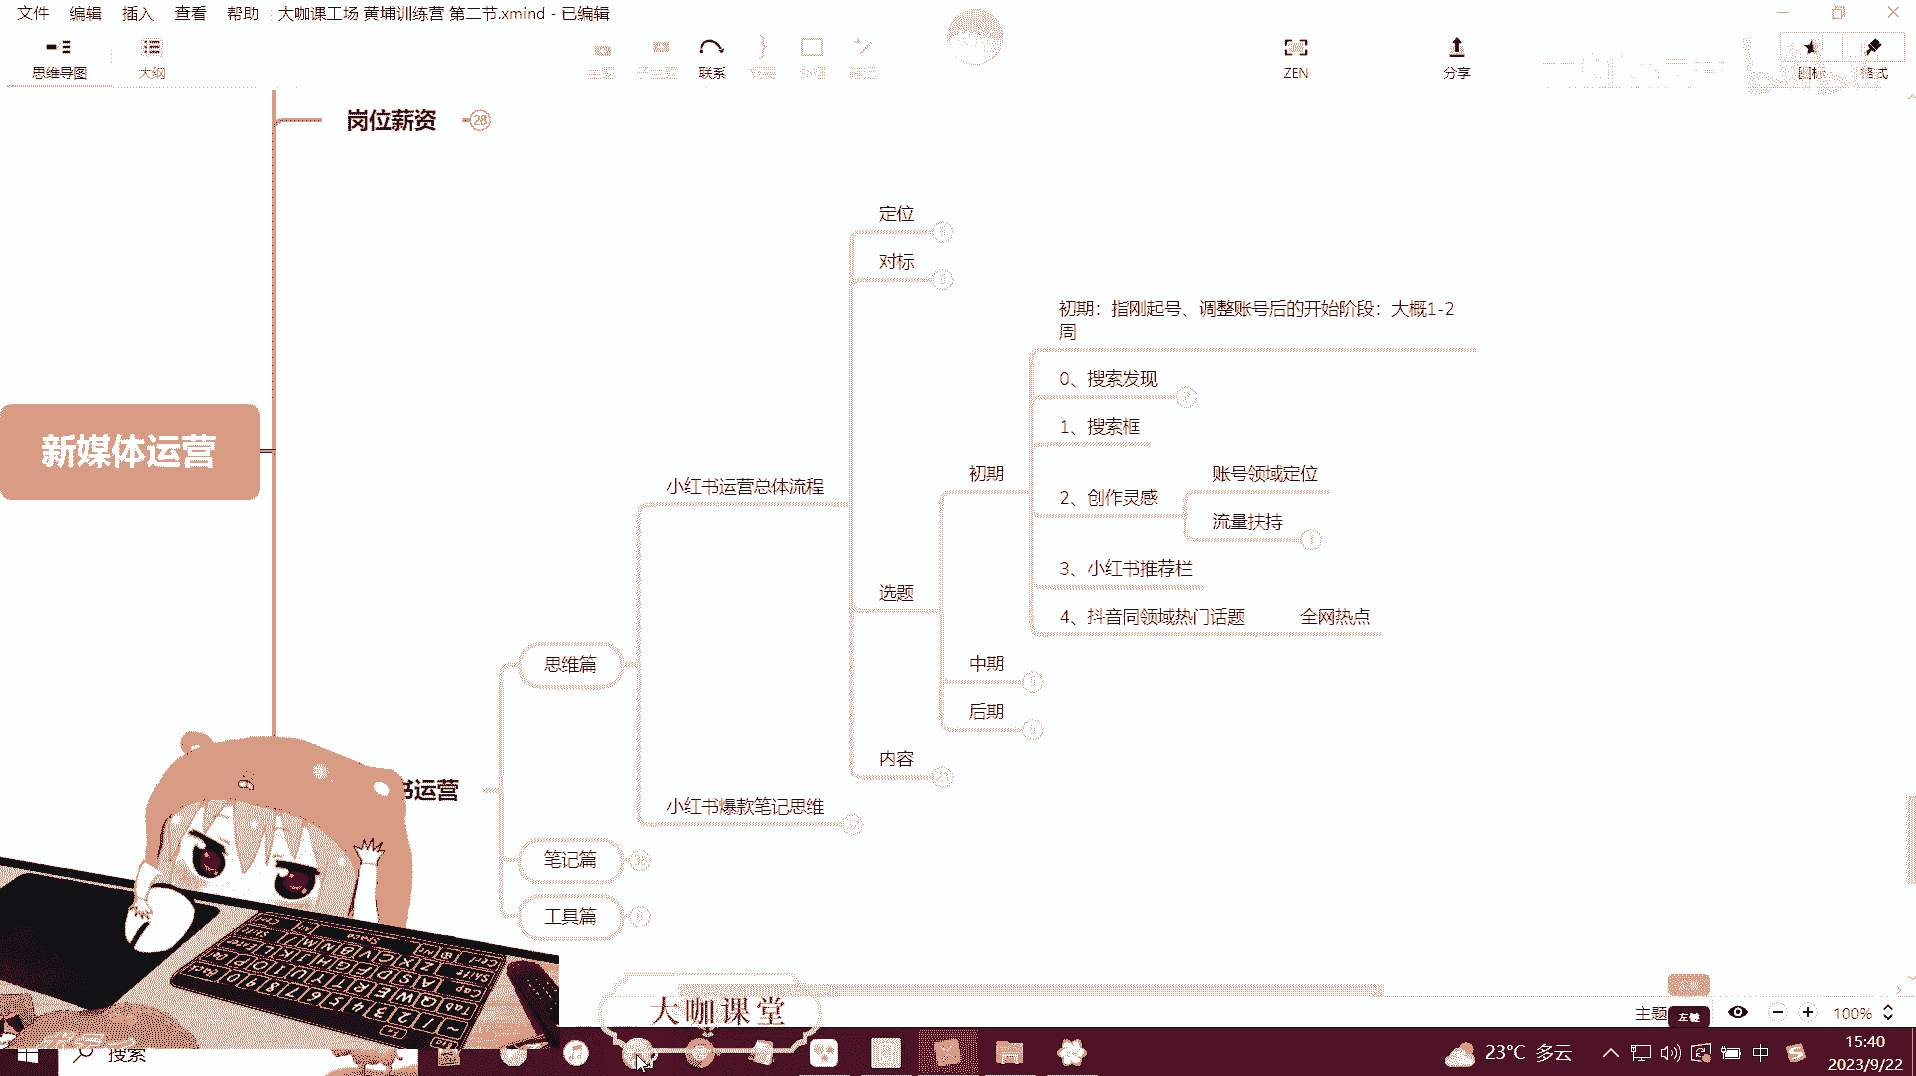 文件 编辑 插入 查看 帮助 大咖课工场 黄埔训练营 第二节.xmind - 已编辑
思维导图 大纲 联系 ZEN 分享 图标 格式
岗位薪资 28
定位
对标
初期：指刚起号、调整账号后的开始阶段：大概1-2
周
0、搜索发现
1、搜索框
新媒体运营
初期
账号领域定位
小红书运营总体流程
2、创作灵感
流量扶持
3、小红书推荐栏
选题
4、抖音同领域热门话题 全网热点
思维篇
中期
后期
内容
书运营
小红书爆款笔记思维
笔记篇
工具篇
大咖课堂
主题
左键
100%
搜索
23°C 多云
中
15:40
2023/9/22